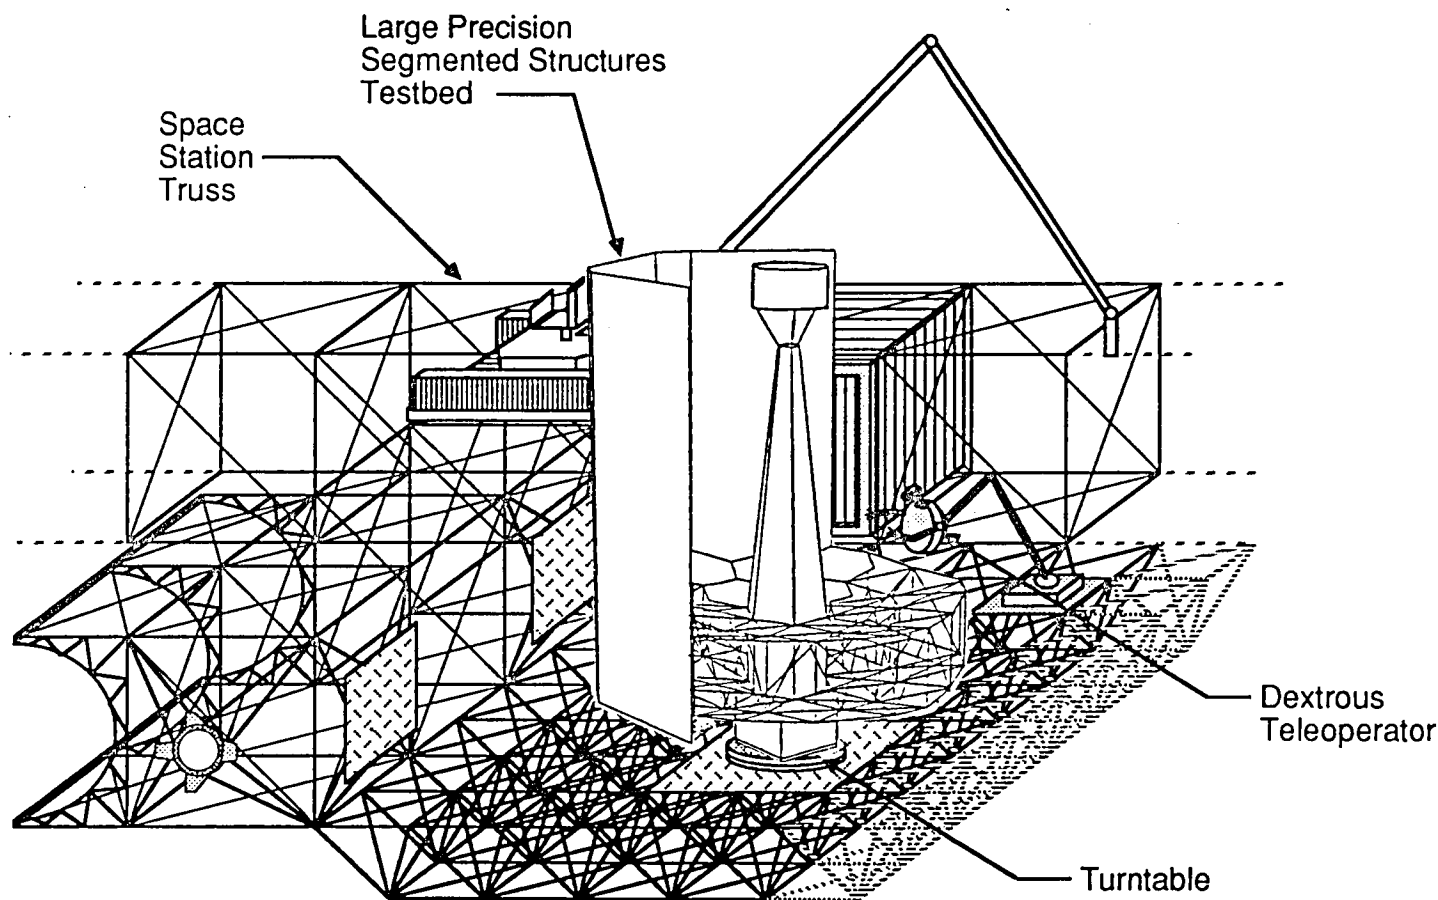 Large Precision
Segmented Structures
Testbed
Space
Station
Truss
Dextrous
Teleoperator
Turntable